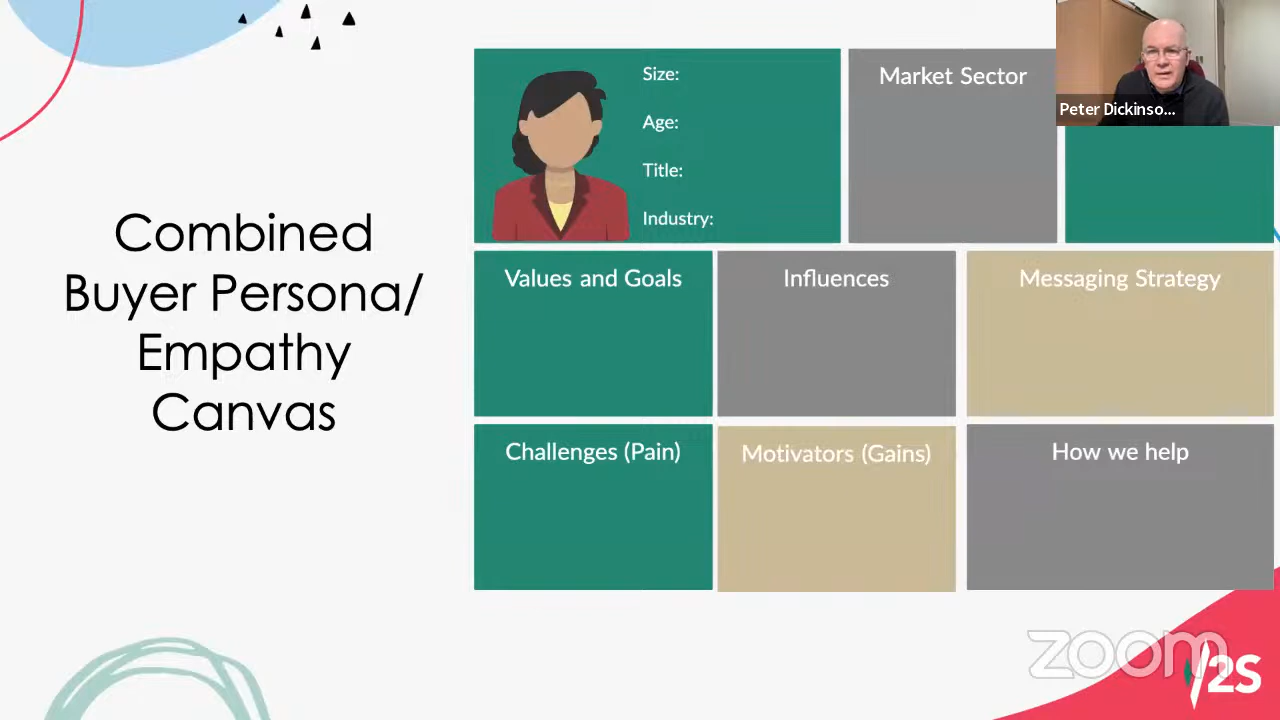 Combined
Buyer Persona/
Empathy
Canvas
Size:
Age:
Title:
Industry:
Market Sector
Peter Dickinso...
Values and Goals
Influences
Messaging Strategy
Challenges (Pain)
Motivators (Gains)
How we help
zoom
2S